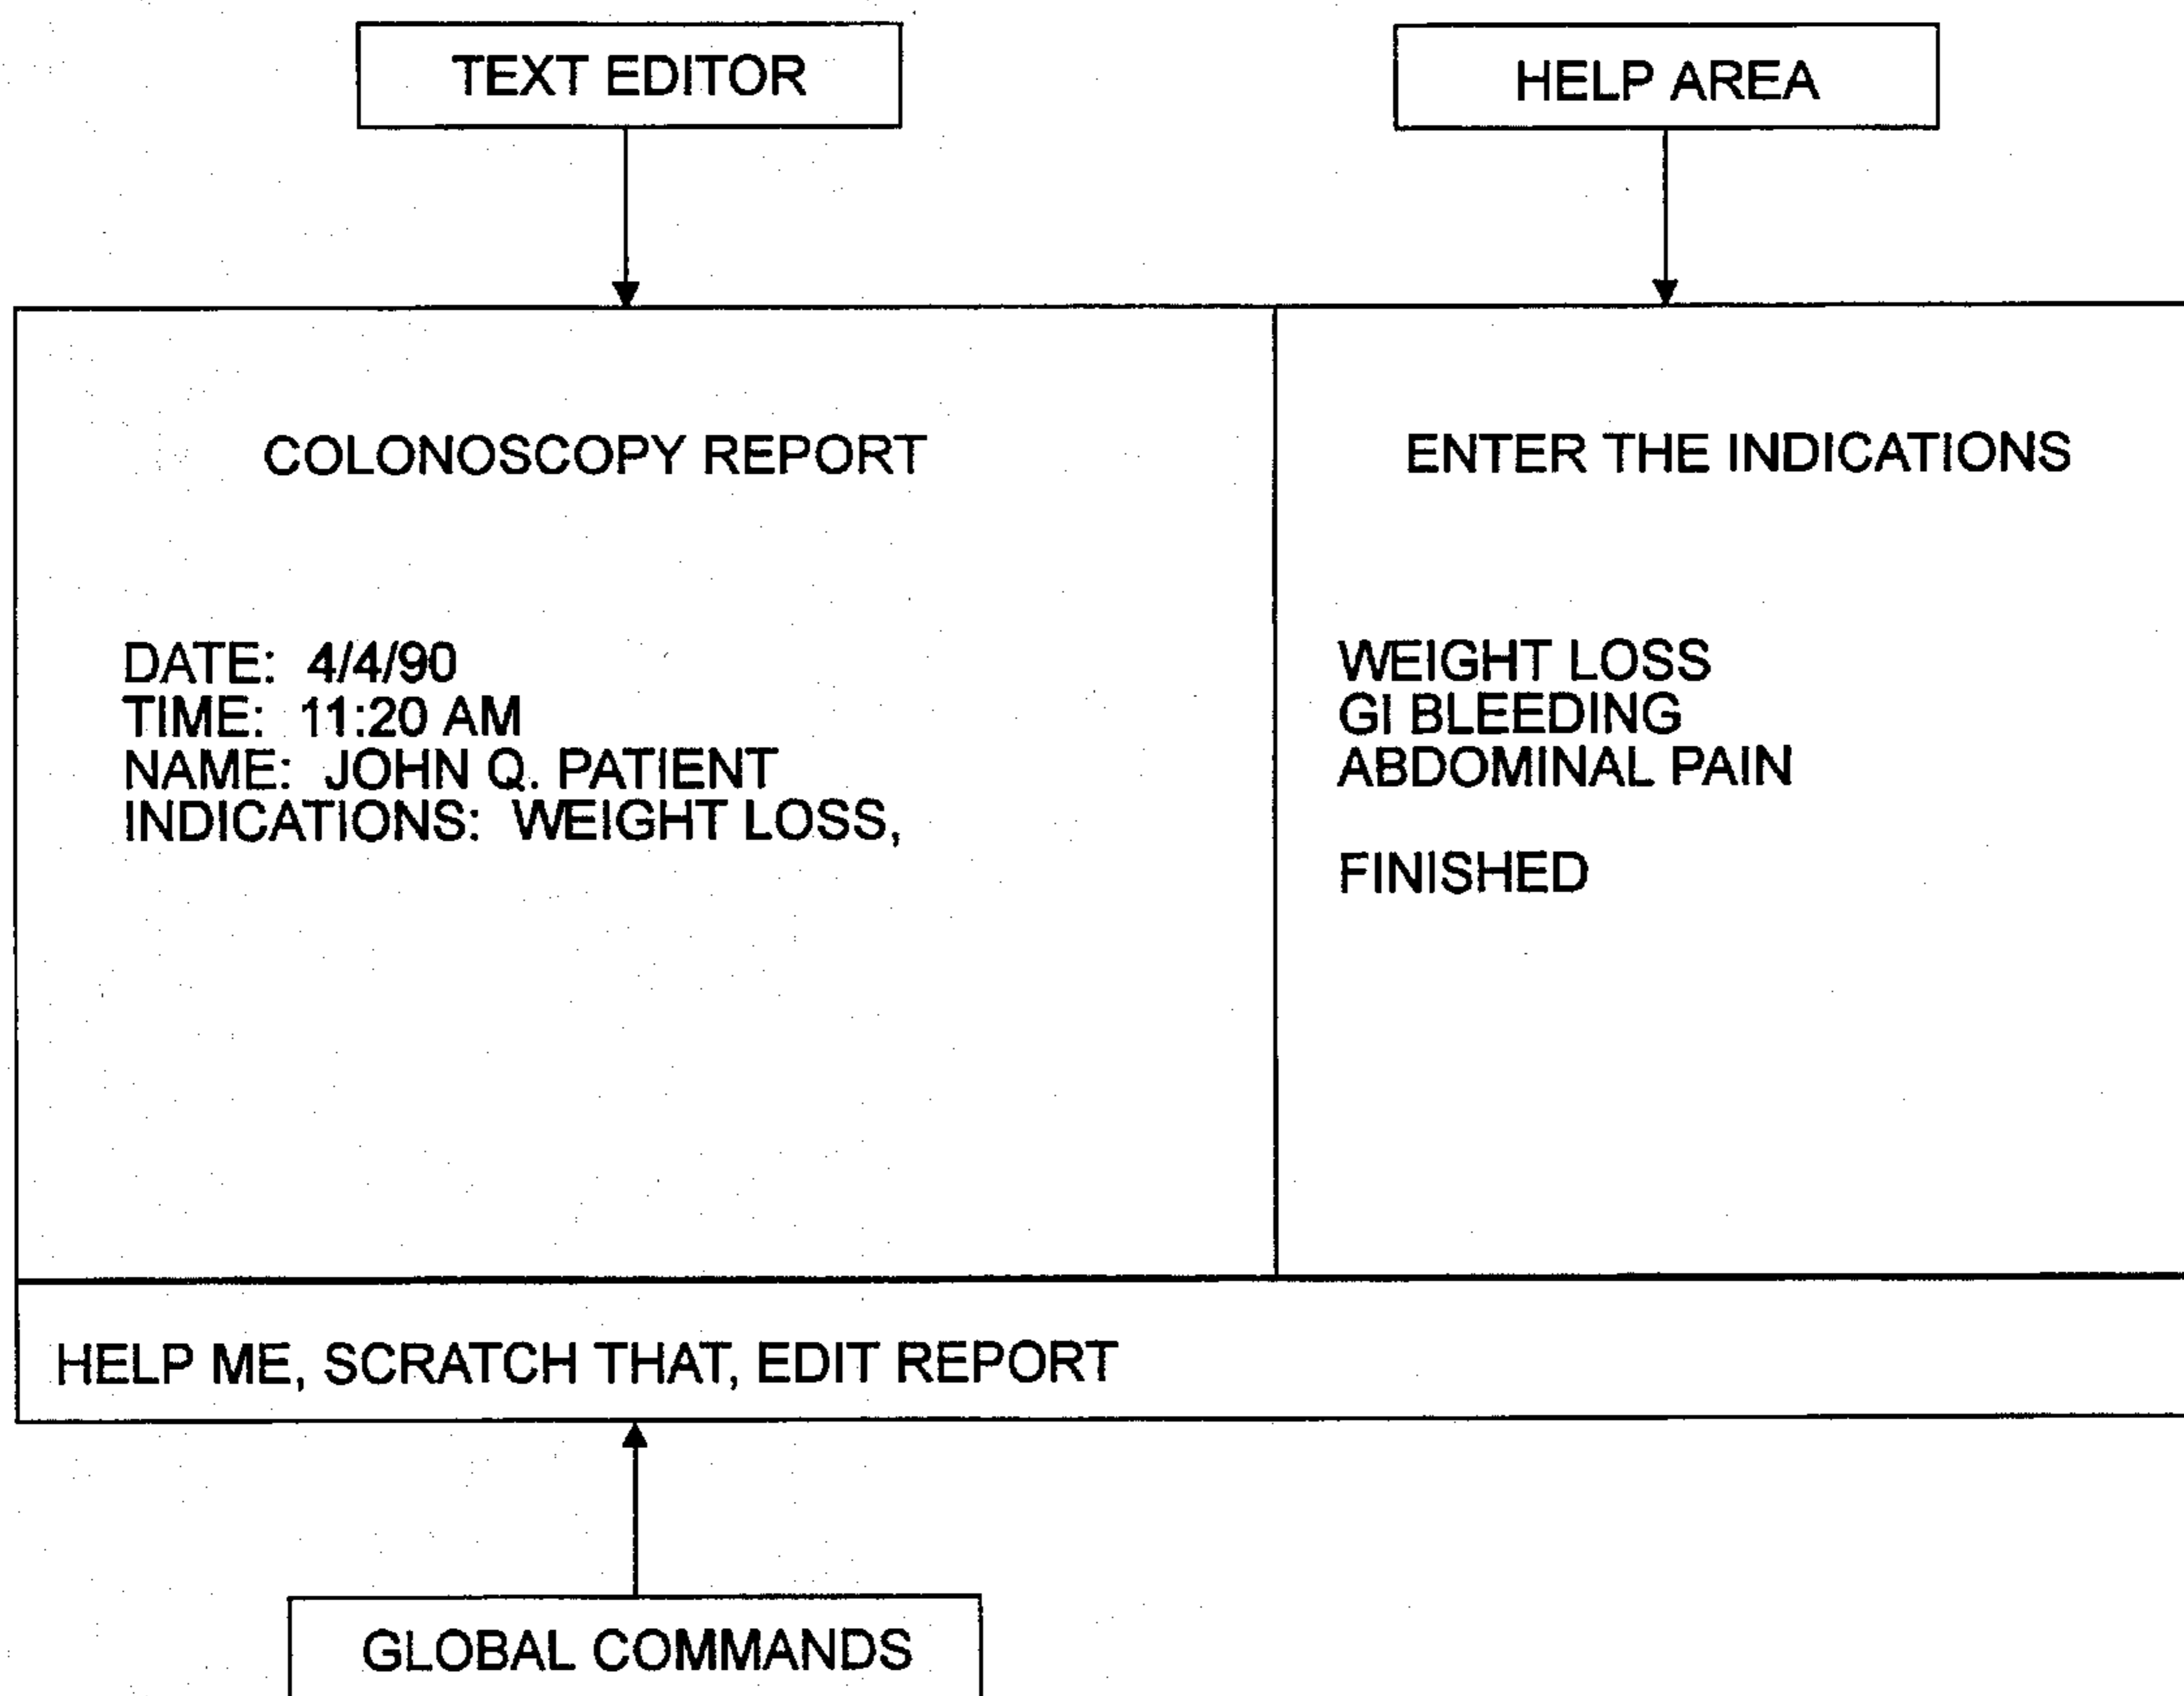 TEXT EDITOR
HELP AREA
COLONOSCOPY REPORT
DATE: 4/4/90
TIME: 11:20 AM
NAME: JOHN Q. PATIENT
INDICATIONS: WEIGHT LOSS,
ENTER THE INDICATIONS
WEIGHT LOSS
GI BLEEDING
ABDOMINAL PAIN
FINISHED
HELP ME, SCRATCH THAT, EDIT REPORT
GLOBAL COMMANDS